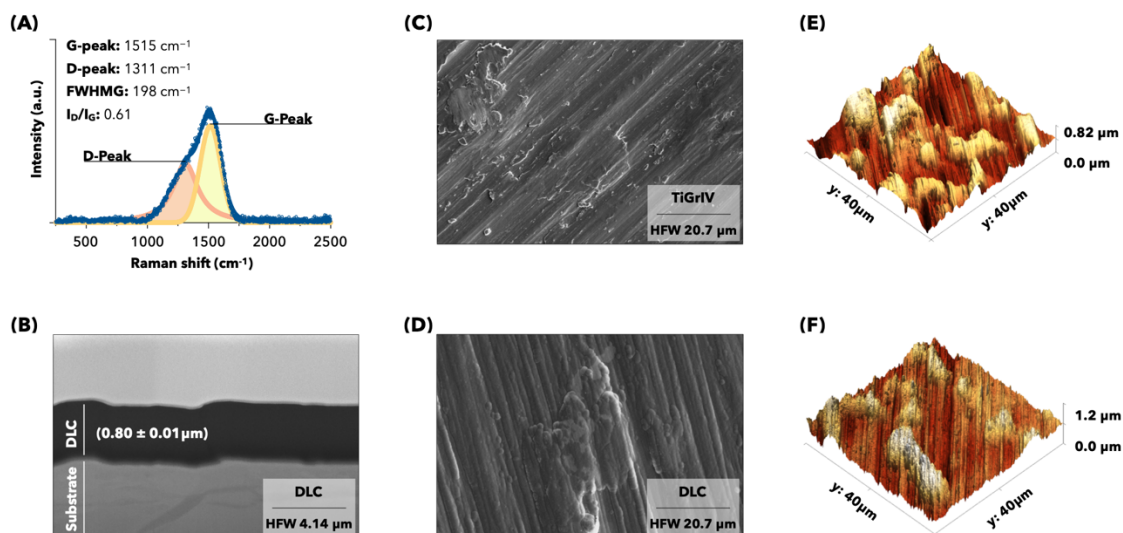 (A)
G-peak: 1515 cm⁻¹
D-peak: 1311 cm⁻¹
FWHMG: 198 cm⁻¹
I_D/I_G: 0.61
G-Peak
D-Peak
Intensity (a.u.)
500 1000 1500 2000 2500
Raman shift (cm⁻¹)
(B)
DLC
(0.80 ± 0.01µm)
Substrate
DLC
HFW 4.14 µm
(C)
TiGrIV
HFW 20.7 µm
(D)
DLC
HFW 20.7 µm
(E)
0.82 µm
0.0 µm
y: 40µm
y: 40µm
(F)
1.2 µm
0.0 µm
y: 40µm
y: 40µm